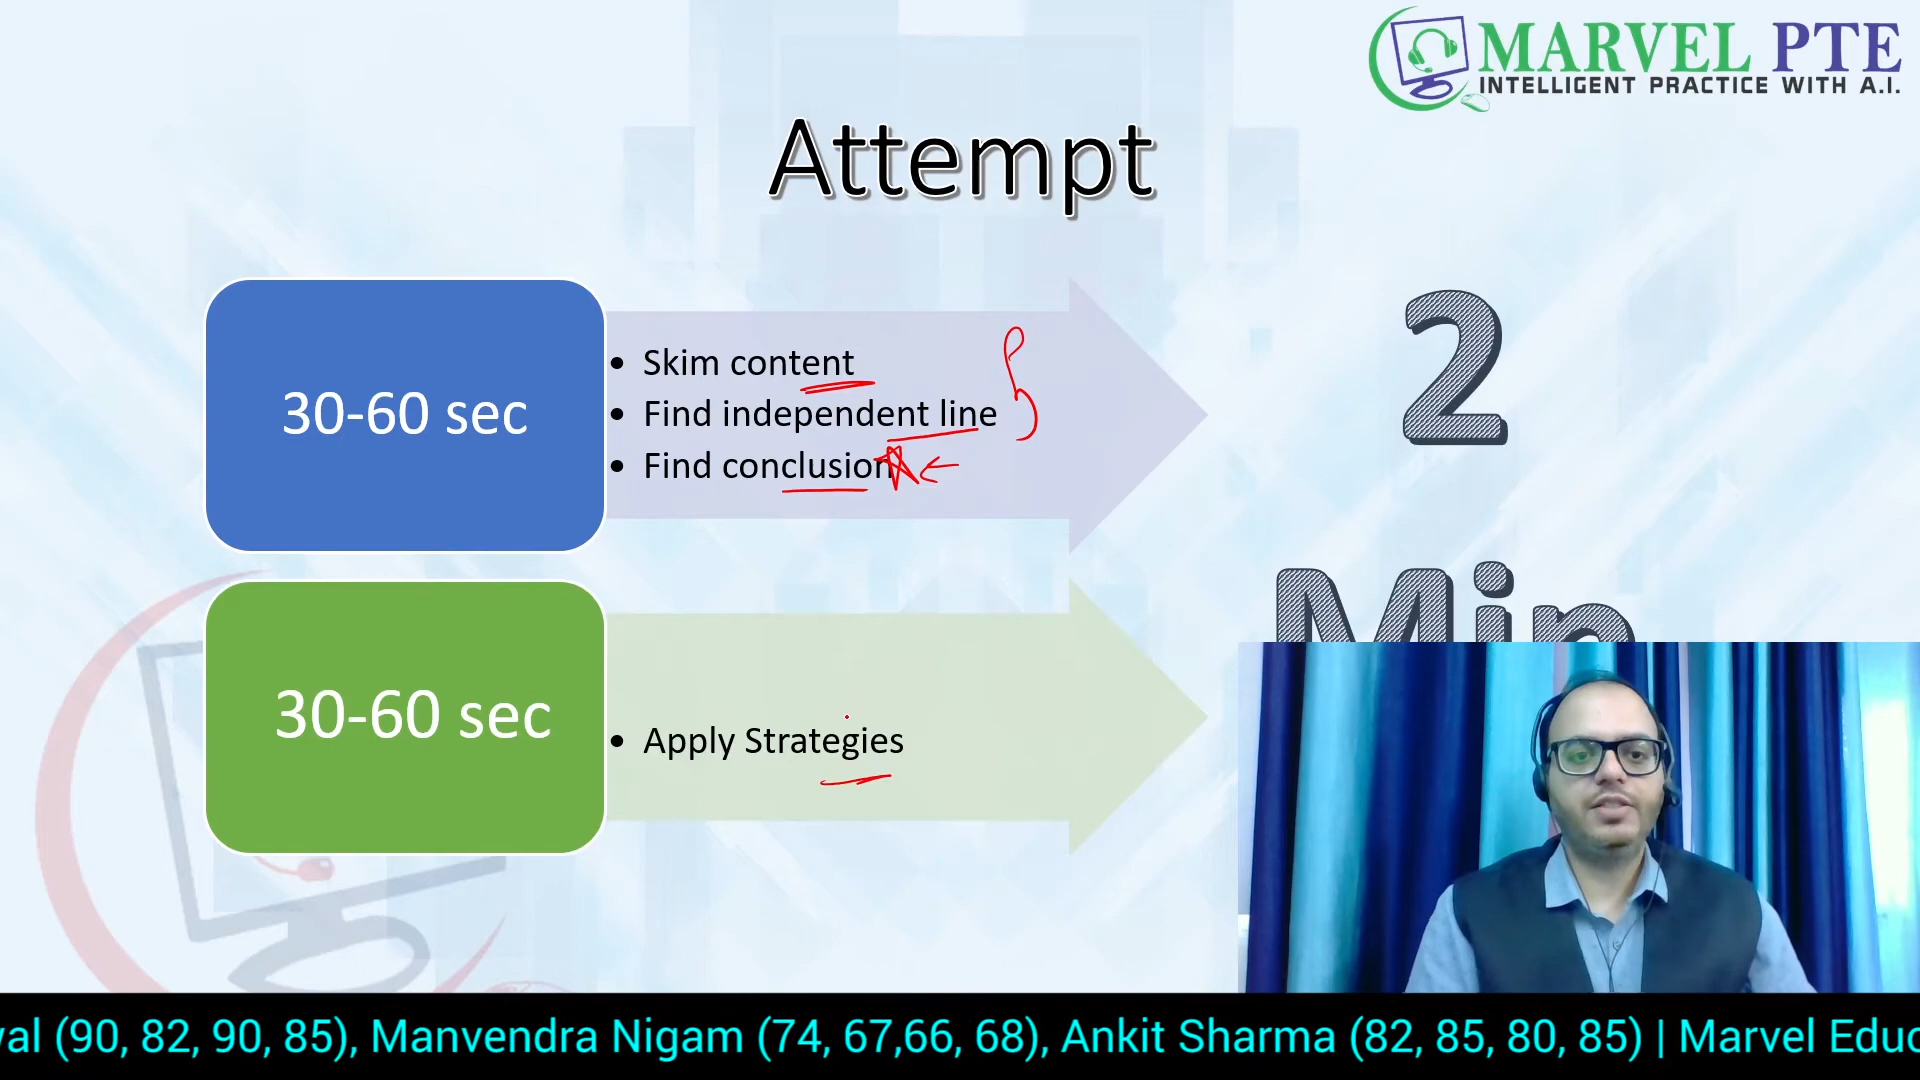 MARVEL PTE
INTELLIGENT PRACTICE WITH A.I.
Attempt
30-60 sec
• Skim content
• Find independent line
• Find conclusion
2
Min
30-60 sec
• Apply Strategies
wal (90, 82, 90, 85), Manvendra Nigam (74, 67,66, 68), Ankit Sharma (82, 85, 80, 85) | Marvel Educ